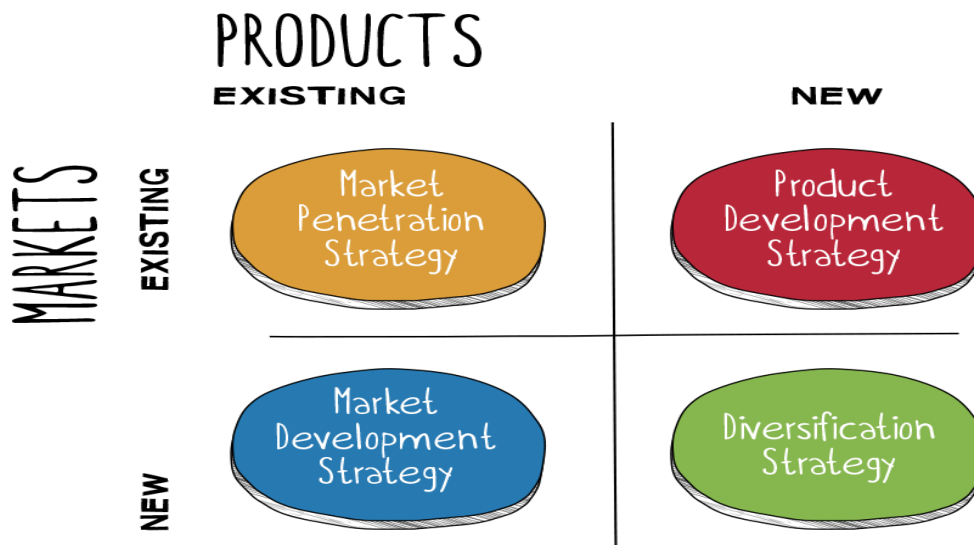 PRODUCTS
EXISTING
NEW
MARKETS
EXISTING
Market
Penetration
Strategy
Product
Development
Strategy
NEW
Market
Development
Strategy
Diversification
Strategy